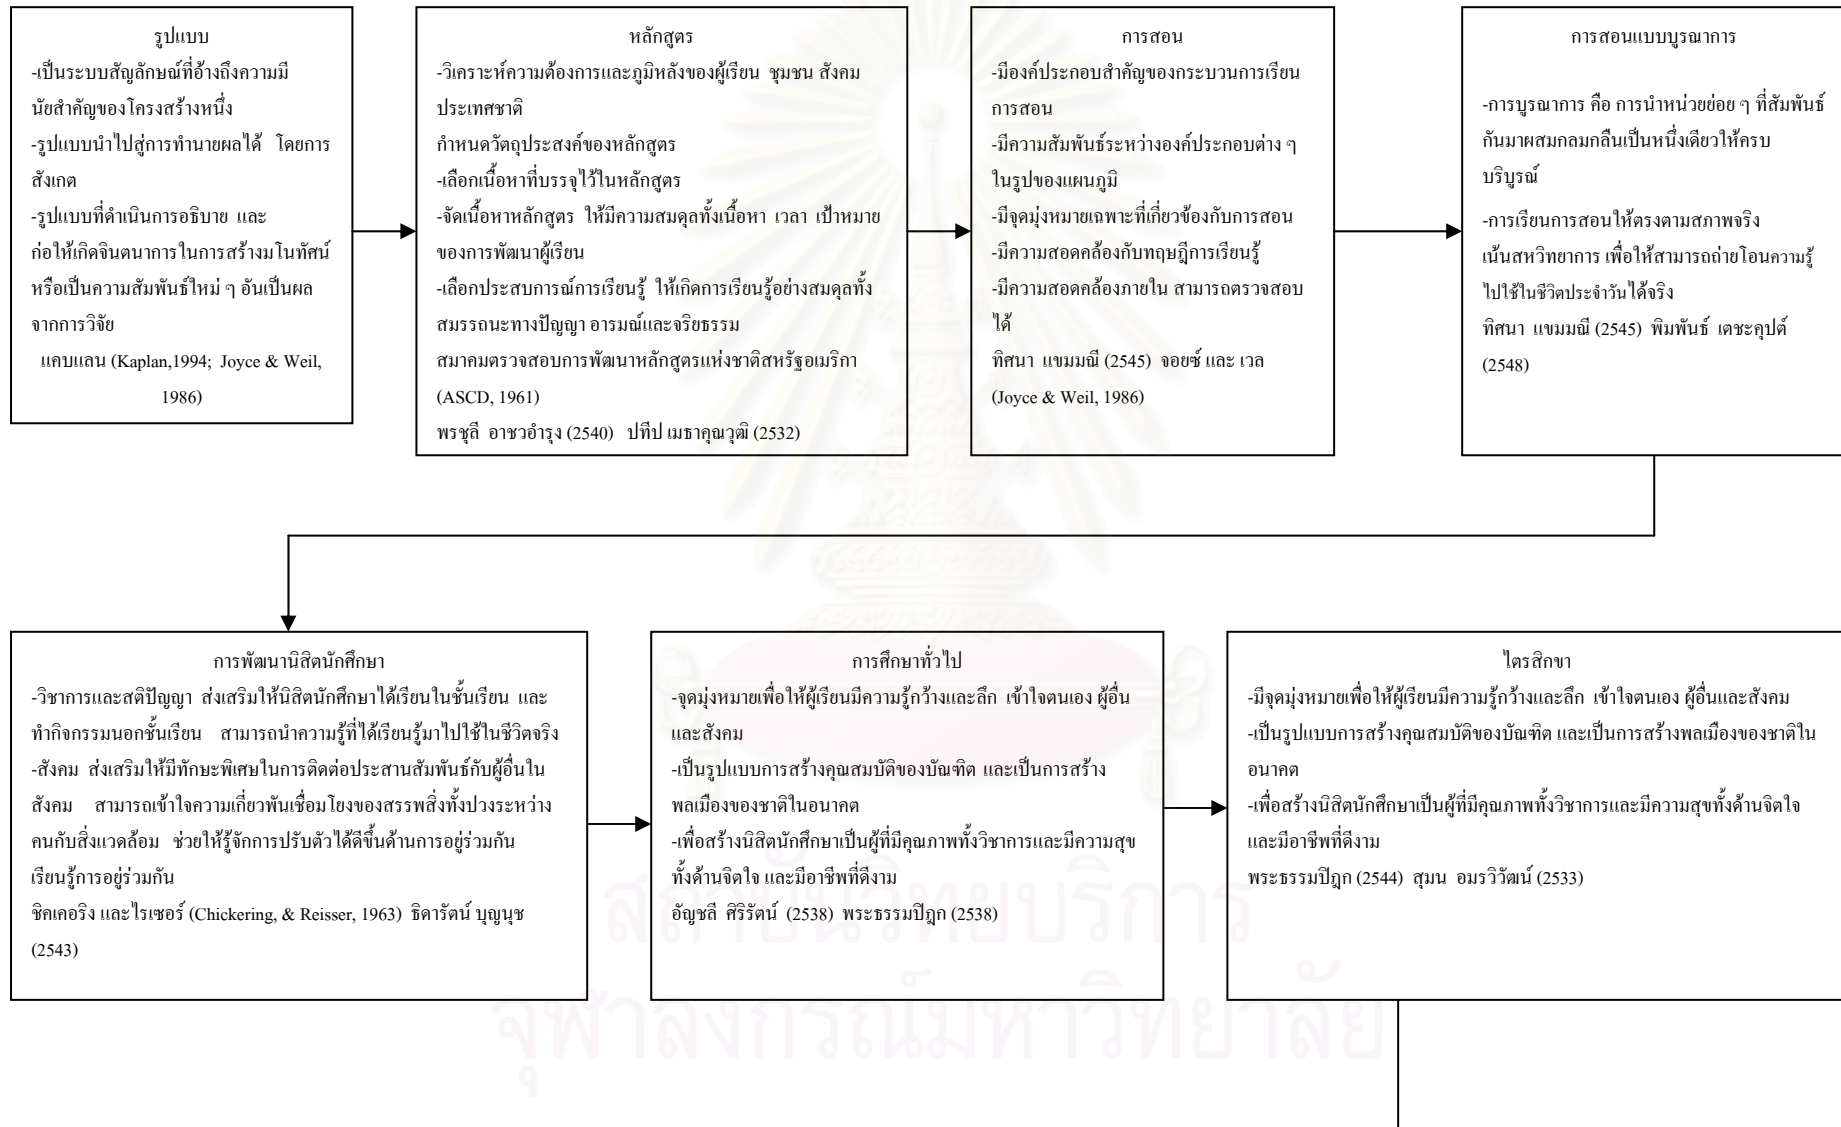 รูปแบบ
-เป็นระบบสัญลักษณ์ที่อ้างถึงความมี
นัยสำคัญของโครงสร้างหนึ่ง
-รูปแบบนำไปสู่การทำนายผลได้ โดยการ
สังเกต
-รูปแบบที่ดำเนินการอธิบาย และ
ก่อให้เกิดจินตนาการในการสร้างมโนทัศน์
หรือเป็นความสัมพันธ์ใหม่ ๆ อันเป็นผล
จากการวิจัย
แคบแลน (Kaplan,1994; Joyce & Weil,
1986)
หลักสูตร
-วิเคราะห์ความต้องการและภูมิหลังของผู้เรียน ชุมชน สังคม
ประเทศชาติ
กำหนดวัตถุประสงค์ของหลักสูตร
-เลือกเนื้อหาที่บรรจุไว้ในหลักสูตร
-จัดเนื้อหาหลักสูตร ให้มีความสมดุลทั้งเนื้อหา เวลา เป้าหมาย
ของการพัฒนาผู้เรียน
-เลือกประสบการณ์การเรียนรู้ ให้เกิดการเรียนรู้อย่างสมดุลทั้ง
สมรรถนะทางปัญญา อารมณ์และจริยธรรม
สมาคมตรวจสอบการพัฒนาหลักสูตรแห่งชาติสหรัฐอเมริกา
(ASCD, 1961)
พรชุลี อาชวอำรุง (2540) ปทีป เมธาคุณวุฒิ (2532)
การสอน
-มีองค์ประกอบสำคัญของกระบวนการเรียน
การสอน
-มีความสัมพันธ์ระหว่างองค์ประกอบต่าง ๆ
ในรูปของแผนภูมิ
-มีจุดมุ่งหมายเฉพาะที่เกี่ยวข้องกับการสอน
-มีความสอดคล้องกับทฤษฎีการเรียนรู้
-มีความสอดคล้องภายใน สามารถตรวจสอบ
ได้
ทิศนา แขมมณี (2545) จอยซ์ และ เวล
(Joyce & Weil, 1986)
การสอนแบบบูรณาการ
-การบูรณาการ คือ การนำหน่วยย่อย ๆ ที่สัมพันธ์
กันมาผสมกลมกลืนเป็นหนึ่งเดียวให้ครบ
บริบูรณ์
-การเรียนการสอนให้ตรงตามสภาพจริง
เน้นสหวิทยาการ เพื่อให้สามารถถ่ายโอนความรู้
ไปใช้ในชีวิตประจำวันได้จริง
ทิศนา แขมมณี (2545) พิมพันธ์ เตชะคุปต์
(2548)
การพัฒนานิสิตนักศึกษา
-วิชาการและสติปัญญา ส่งเสริมให้นิสิตนักศึกษาได้เรียนในชั้นเรียน และ
ทำกิจกรรมนอกชั้นเรียน สามารถนำความรู้ที่ได้เรียนรู้มาไปใช้ในชีวิตจริง
-สังคม ส่งเสริมให้มีทักษะพิเศษในการติดต่อประสานสัมพันธ์กับผู้อื่นใน
สังคม สามารถเข้าใจความเกี่ยวพันเชื่อมโยงของสรรพสิ่งทั้งปวงระหว่าง
คนกับสิ่งแวดล้อม ช่วยให้รู้จักการปรับตัวได้ดีขึ้นด้านการอยู่ร่วมกัน
เรียนรู้การอยู่ร่วมกัน
ชิคเคอริง และไรเซอร์ (Chickering, & Reisser, 1963) ธิดารัตน์ บุญนุช
(2543)
การศึกษาทั่วไป
-จุดมุ่งหมายเพื่อให้ผู้เรียนมีความรู้กว้างและลึก เข้าใจตนเอง ผู้อื่น
และสังคม
-เป็นรูปแบบการสร้างคุณสมบัติของบัณฑิต และเป็นการสร้าง
พลเมืองของชาติในอนาคต
-เพื่อสร้างนิสิตนักศึกษาเป็นผู้ที่มีคุณภาพทั้งวิชาการและมีความสุข
ทั้งด้านจิตใจ และมีอาชีพที่ดีงาม
อัญชลี ศิริรัตน์ (2538) พระธรรมปิฎก (2538)
ไตรสิกขา
-มีจุดมุ่งหมายเพื่อให้ผู้เรียนมีความรู้กว้างและลึก เข้าใจตนเอง ผู้อื่นและสังคม
-เป็นรูปแบบการสร้างคุณสมบัติของบัณฑิต และเป็นการสร้างพลเมืองของชาติใน
อนาคต
-เพื่อสร้างนิสิตนักศึกษาเป็นผู้ที่มีคุณภาพทั้งวิชาการและมีความสุขทั้งด้านจิตใจ
และมีอาชีพที่ดีงาม
พระธรรมปิฎก (2544) สุมน อมรวิวัฒน์ (2533)
สถาบันวิทยบริการ
จุฬาลงกรณ์มหาวิทยาลัย